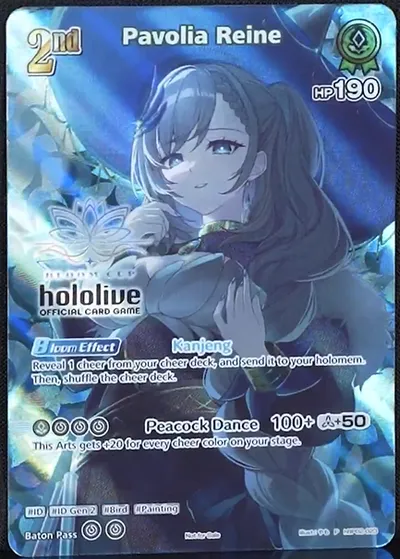 2nd
Pavolia Reine
HP190
BLOOM CUP
hololive
OFFICIAL CARD GAME
Bloom Effect Kanjeng
Reveal 1 cheer from your cheer deck, and send it to your holomem.
Then, shuffle the cheer deck.
Peacock Dance 100+ +50
This Arts gets +20 for every cheer color on your stage.
#ID #ID Gen 2 #Bird #Painting
Baton Pass
Not for Sale
P